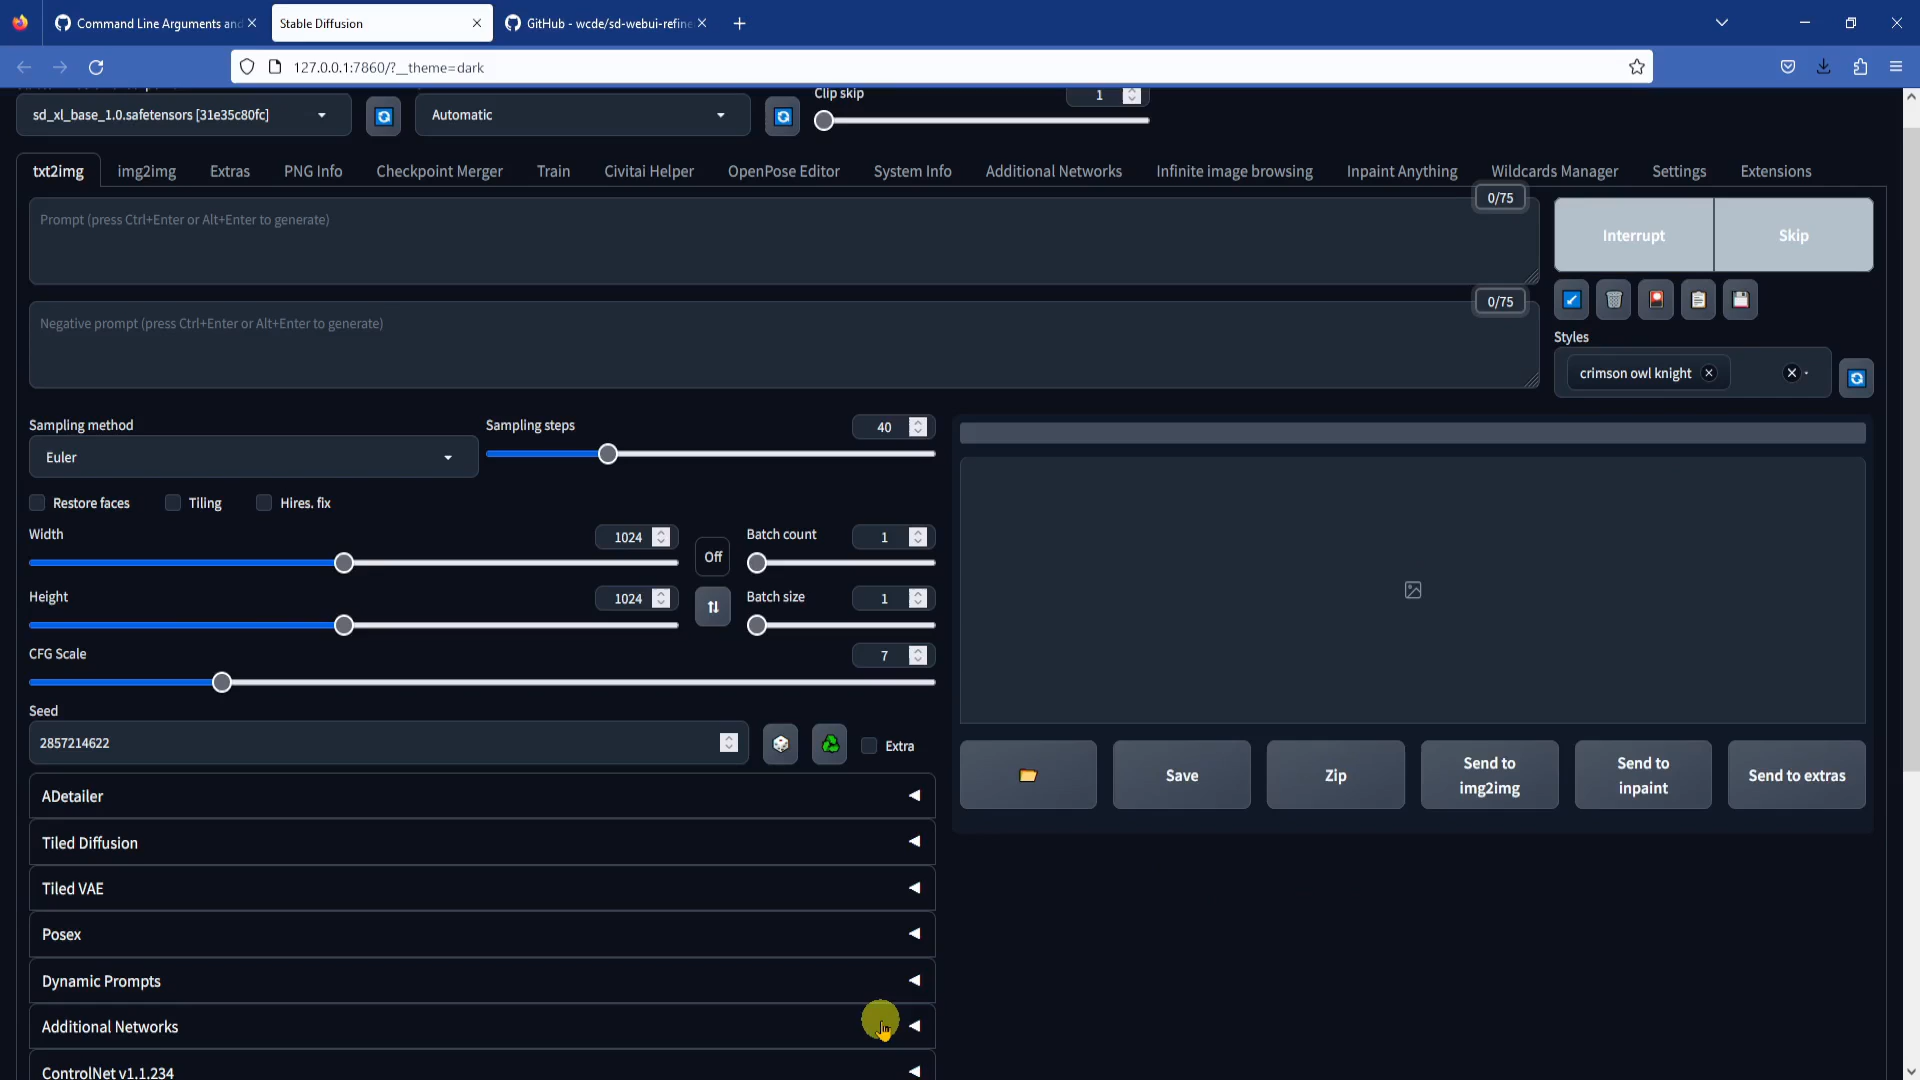 Command Line Arguments and
Stable Diffusion
GitHub - wcde/sd-webui-refine
127.0.0.1:7860/?__theme=dark
sd_xl_base_1.0.safetensors [31e35c80fc]
Automatic
Clip skip
1
txt2img
img2img
Extras
PNG Info
Checkpoint Merger
Train
Civitai Helper
OpenPose Editor
System Info
Additional Networks
Infinite image browsing
Inpaint Anything
Wildcards Manager
Settings
Extensions
Prompt (press Ctrl+Enter or Alt+Enter to generate)
0/75
Interrupt
Skip
Negative prompt (press Ctrl+Enter or Alt+Enter to generate)
0/75
Styles
crimson owl knight
Sampling method
Euler
Sampling steps
40
Restore faces
Tiling
Hires. fix
Width
1024
Off
Batch count
1
Height
1024
Batch size
1
CFG Scale
7
Seed
2857214622
Extra
Save
Zip
Send to
img2img
Send to
inpaint
Send to extras
ADetailer
Tiled Diffusion
Tiled VAE
Posex
Dynamic Prompts
Additional Networks
ControlNet v1.1.234